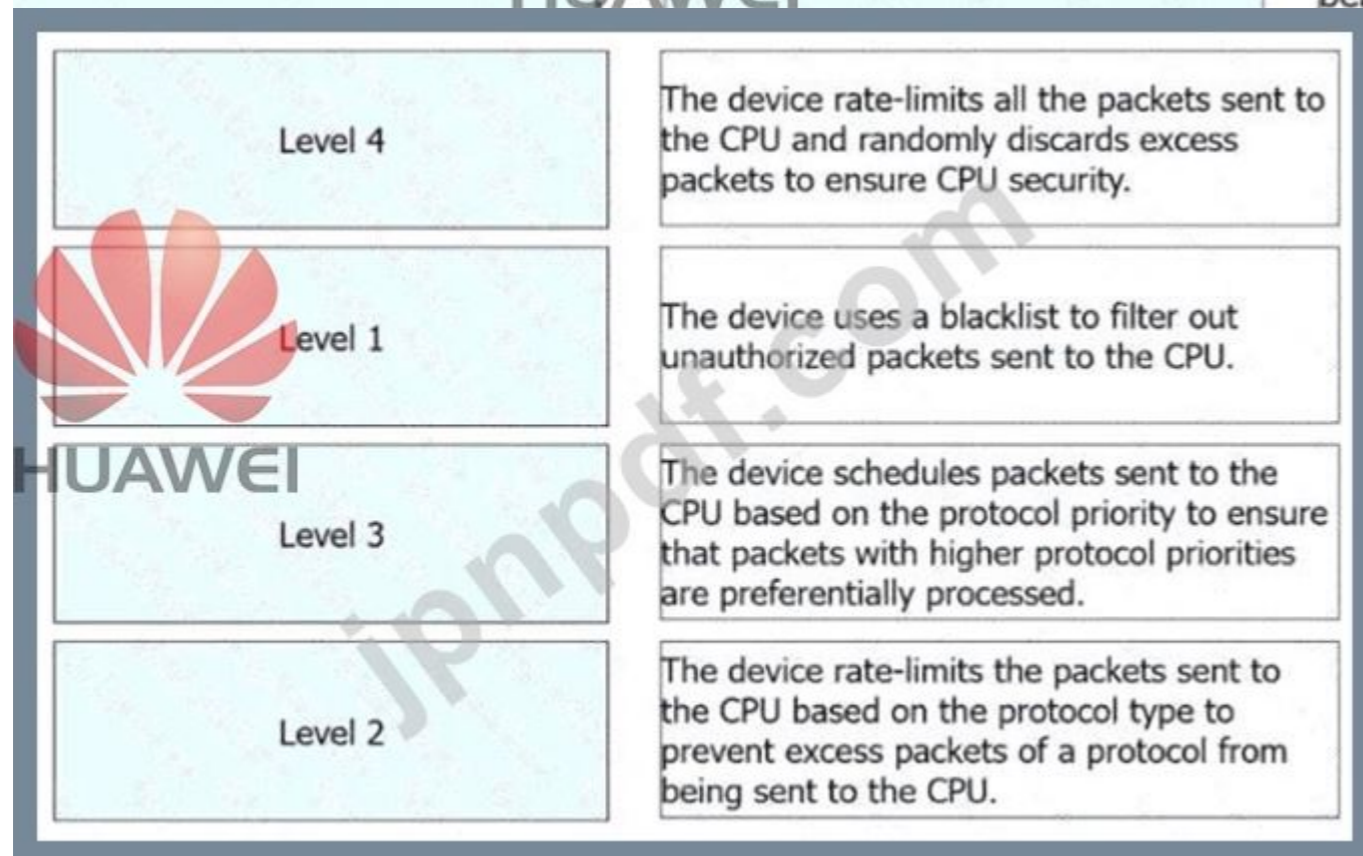 HUAWEI
Level 4
The device rate-limits all the packets sent to
the CPU and randomly discards excess
packets to ensure CPU security.
Level 1
The device uses a blacklist to filter out
unauthorized packets sent to the CPU.
HUAWEI
Level 3
The device schedules packets sent to the
CPU based on the protocol priority to ensure
that packets with higher protocol priorities
are preferentially processed.
Level 2
The device rate-limits the packets sent to
the CPU based on the protocol type to
prevent excess packets of a protocol from
being sent to the CPU.
jpnpdf.com